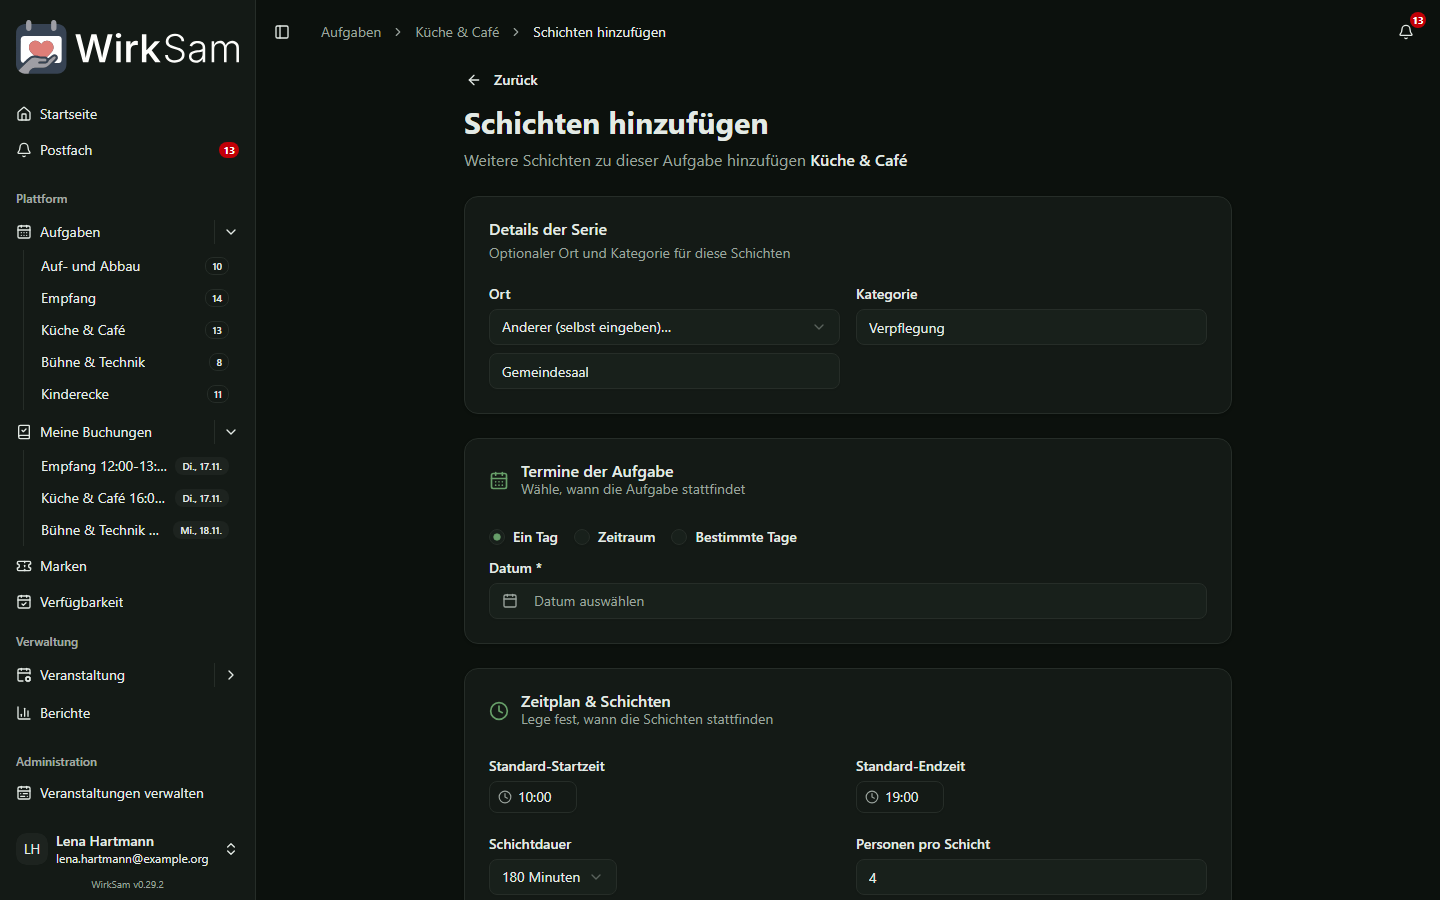 WirkSam
Startseite
Postfach 13
Plattform
Aufgaben
Auf- und Abbau 10
Empfang 14
Küche & Café 13
Bühne & Technik 8
Kinderecke 11
Meine Buchungen
Empfang 12:00-13:... Di., 17.11.
Küche & Café 16:0... Di., 17.11.
Bühne & Technik ... Mi., 18.11.
Marken
Verfügbarkeit
Verwaltung
Veranstaltung
Berichte
Administration
Veranstaltungen verwalten
LH Lena Hartmann
lena.hartmann@example.org
WirkSam v0.29.2
Aufgaben > Küche & Café > Schichten hinzufügen
13
Zurück
Schichten hinzufügen
Weitere Schichten zu dieser Aufgabe hinzufügen Küche & Café
Details der Serie
Optionaler Ort und Kategorie für diese Schichten
Ort Kategorie
Anderer (selbst eingeben)... Verpflegung
Gemeindesaal
Termine der Aufgabe
Wähle, wann die Aufgabe stattfindet
Ein Tag Zeitraum Bestimmte Tage
Datum *
Datum auswählen
Zeitplan & Schichten
Lege fest, wann die Schichten stattfinden
Standard-Startzeit Standard-Endzeit
10:00 19:00
Schichtdauer Personen pro Schicht
180 Minuten 4